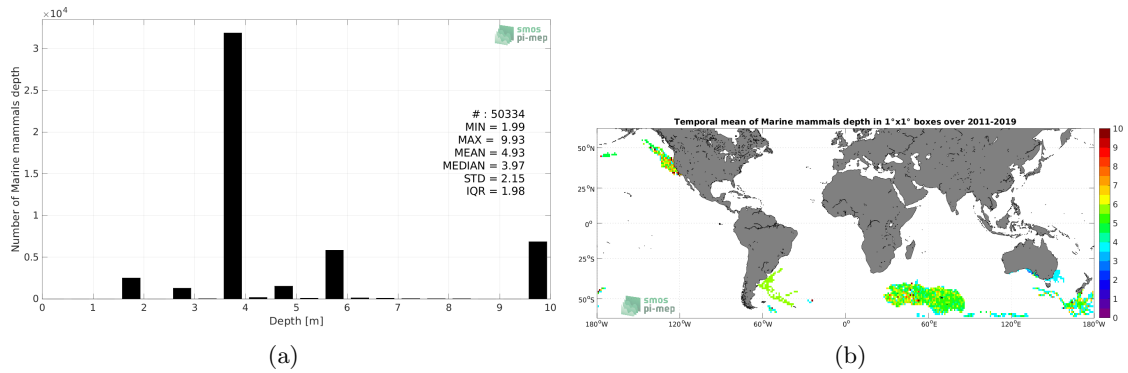 ×10⁴
smos
pi-mep
3.5
3
2.5
2
1.5
1
0.5
0
Number of Marine mammals depth
# : 50334
MIN = 1.99
MAX = 9.93
MEAN = 4.93
MEDIAN = 3.97
STD = 2.15
IQR = 1.98
0 1 2 3 4 5 6 7 8 9 10
Depth [m]
(a)
Temporal mean of Marine mammals depth in 1°x1° boxes over 2011-2019
50°N
25°N
0°
25°S
50°S
smos
pi-mep
180°W 120°W 60°W 0° 60°E 120°E 180°W
10
9
8
7
6
5
4
3
2
1
0
(b)